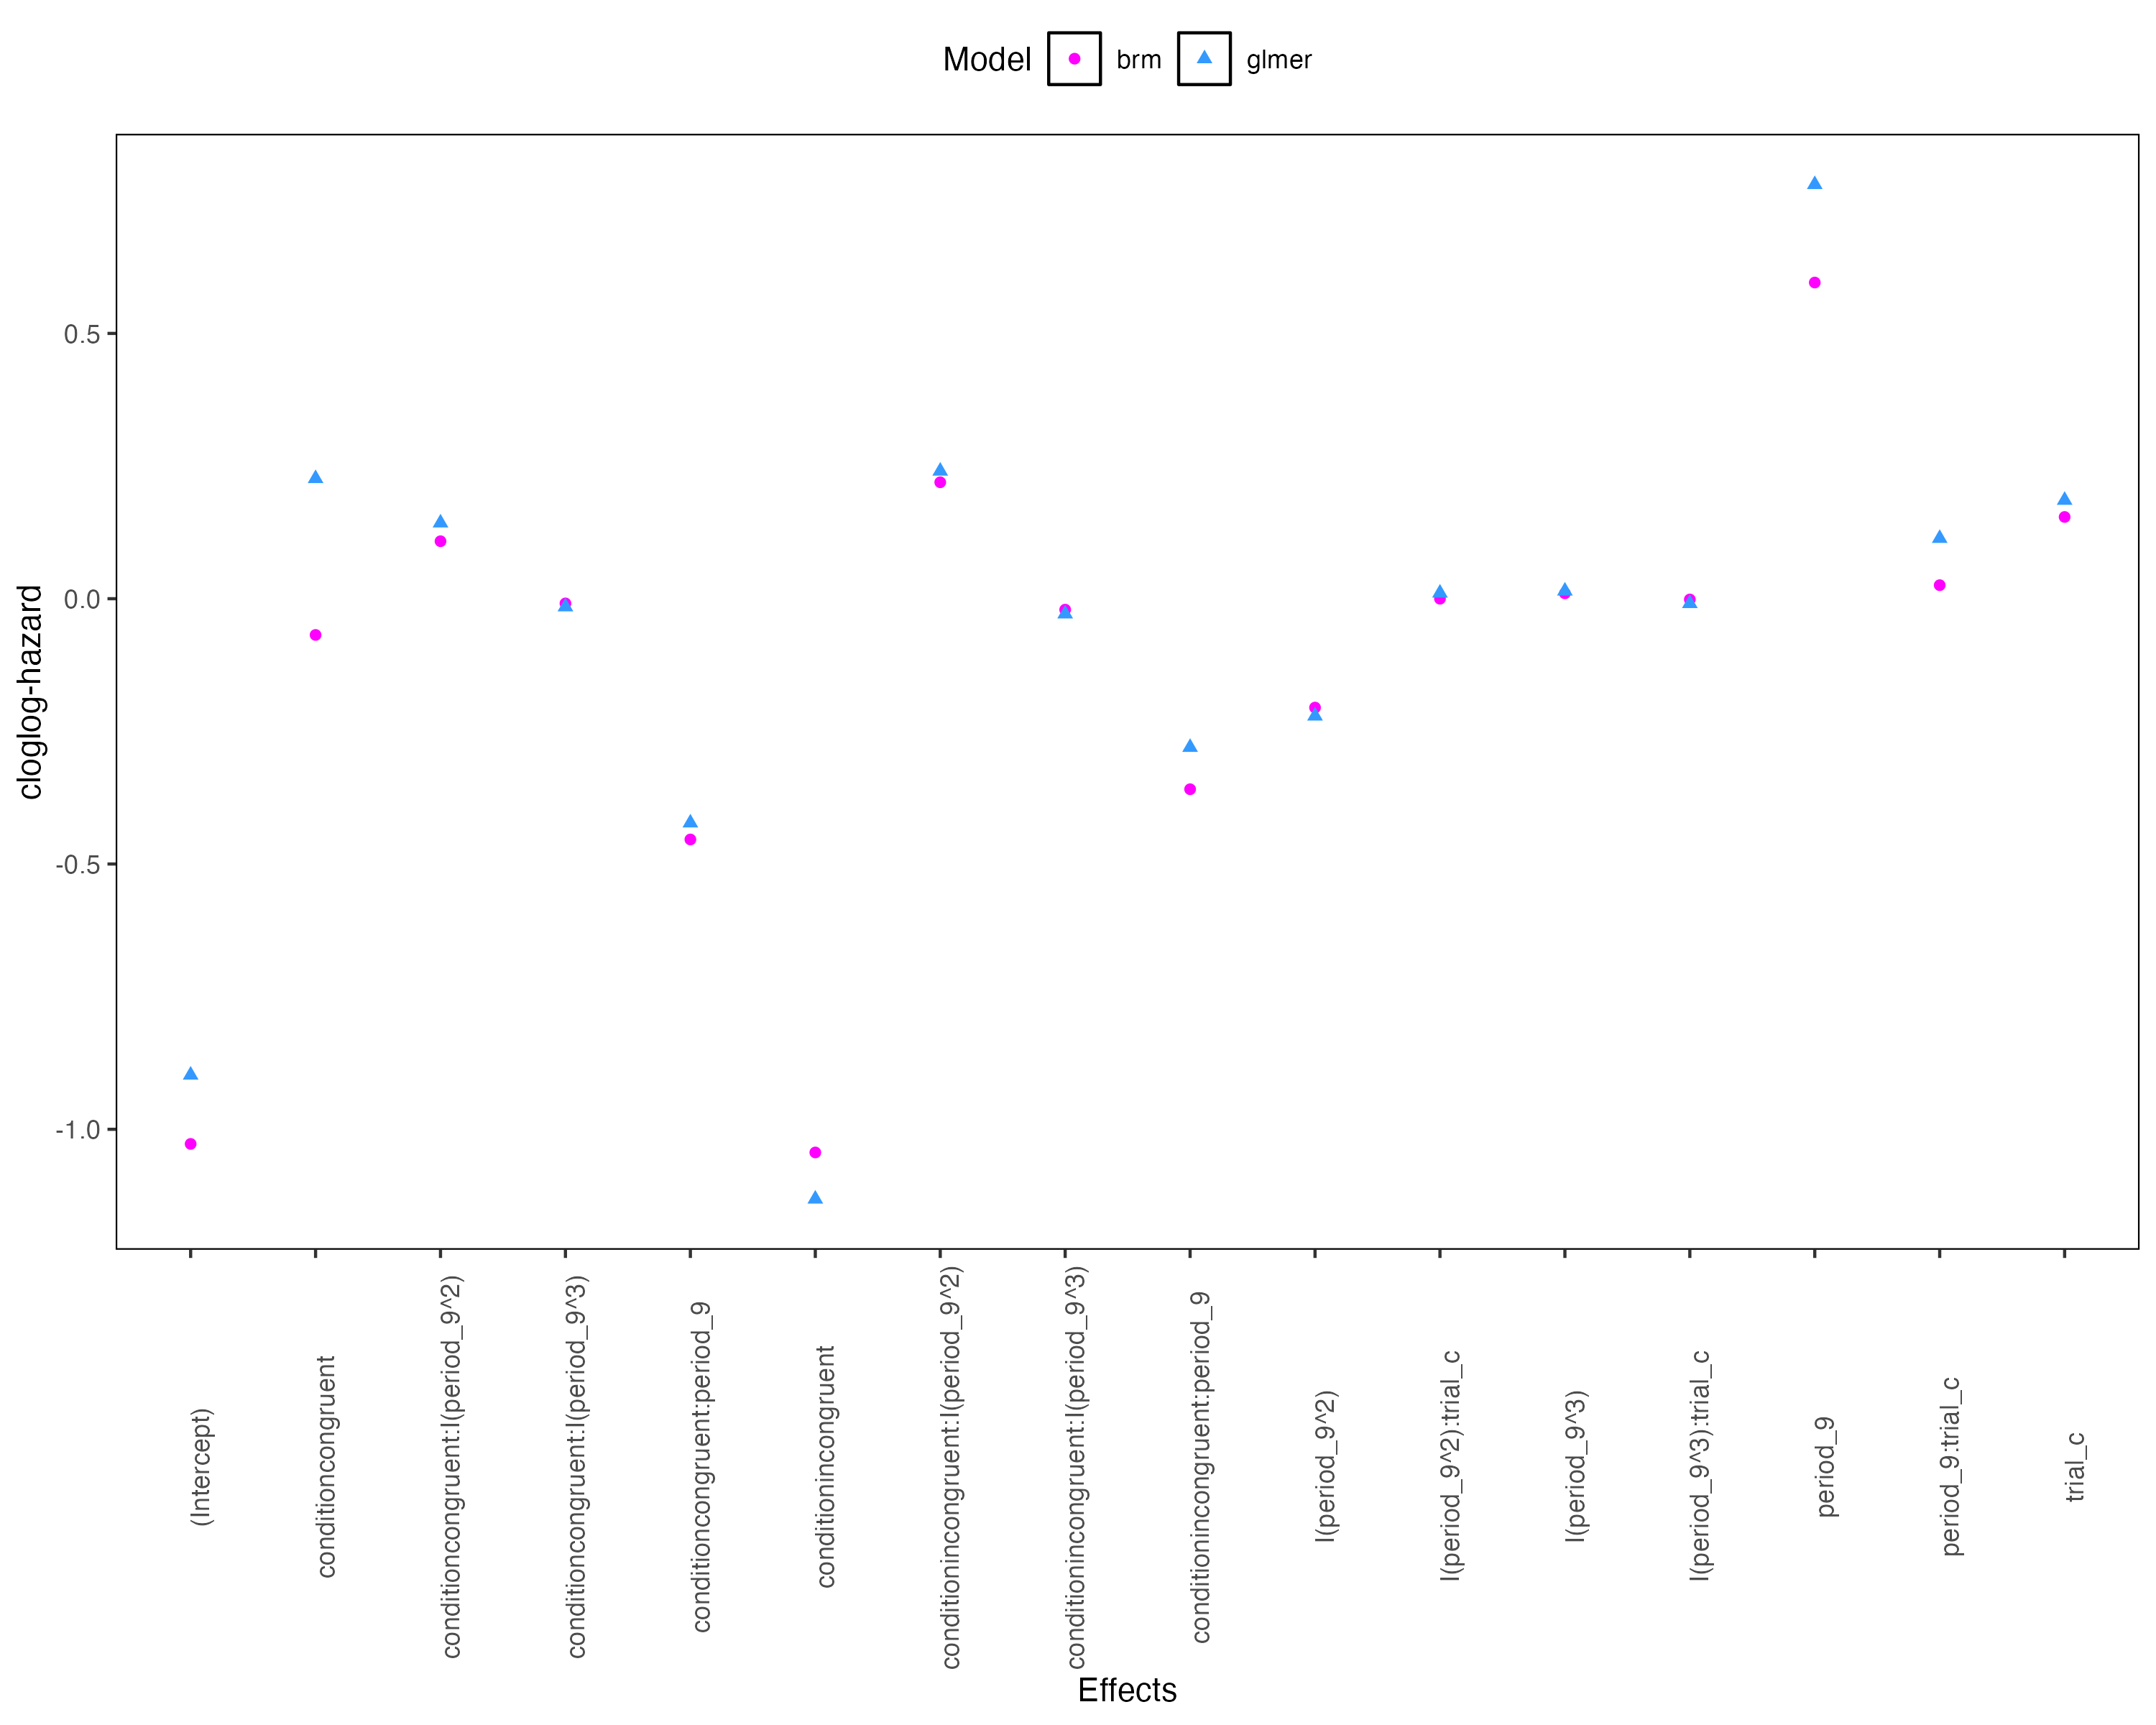 Model brm glmer
cloglog-hazard
0.5
0.0
-0.5
-1.0
(Intercept)
conditioncongruent
conditioncongruent:I(period_9^2)
conditioncongruent:I(period_9^3)
conditioncongruent:period_9
conditionincongruent
conditionincongruent:I(period_9^2)
conditionincongruent:I(period_9^3)
conditionincongruent:period_9
I(period_9^2)
I(period_9^2):trial_c
I(period_9^3)
I(period_9^3):trial_c
period_9
period_9:trial_c
trial_c
Effects